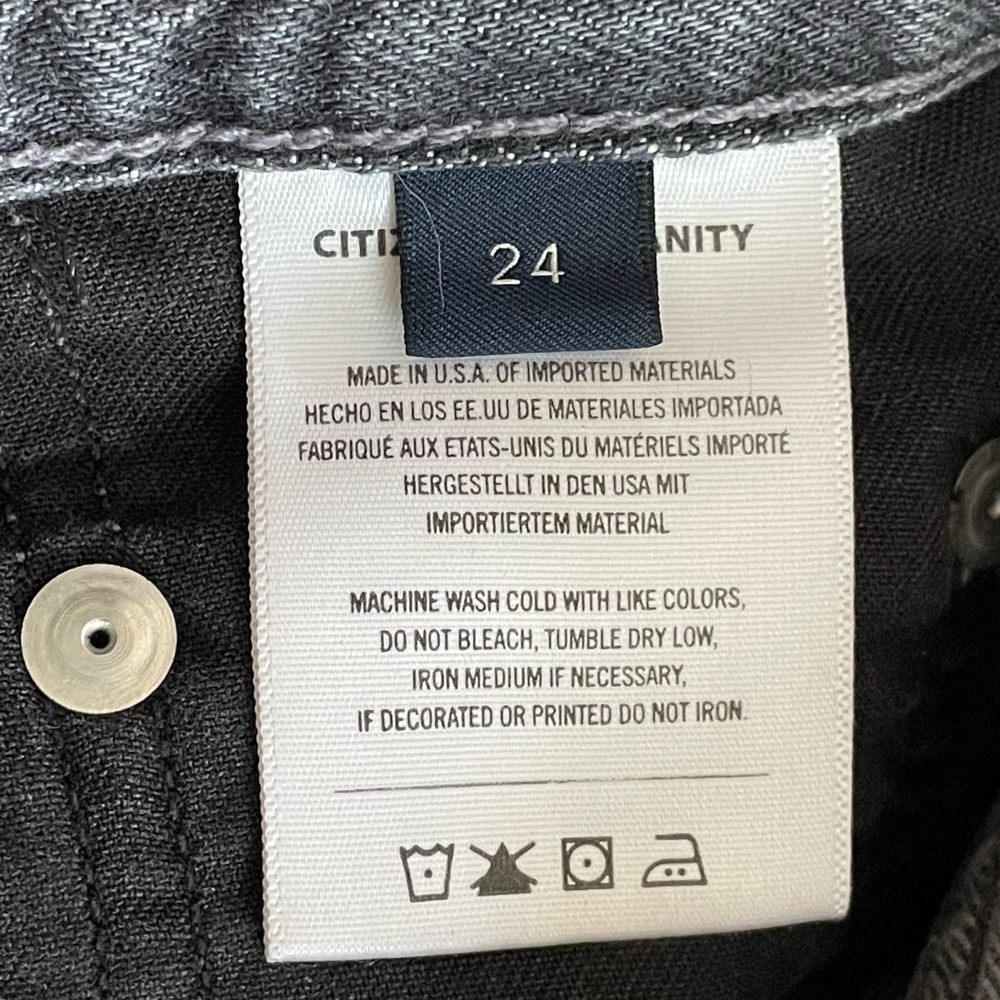 CITIZ 24 ANITY
MADE IN U.S.A. OF IMPORTED MATERIALS
HECHO EN LOS EE.UU DE MATERIALES IMPORTADA
FABRIQUÉ AUX ETATS-UNIS DU MATÉRIELS IMPORTÉ
HERGESTELLT IN DEN USA MIT
IMPORTIERTEM MATERIAL
MACHINE WASH COLD WITH LIKE COLORS,
DO NOT BLEACH, TUMBLE DRY LOW,
IRON MEDIUM IF NECESSARY,
IF DECORATED OR PRINTED DO NOT IRON.